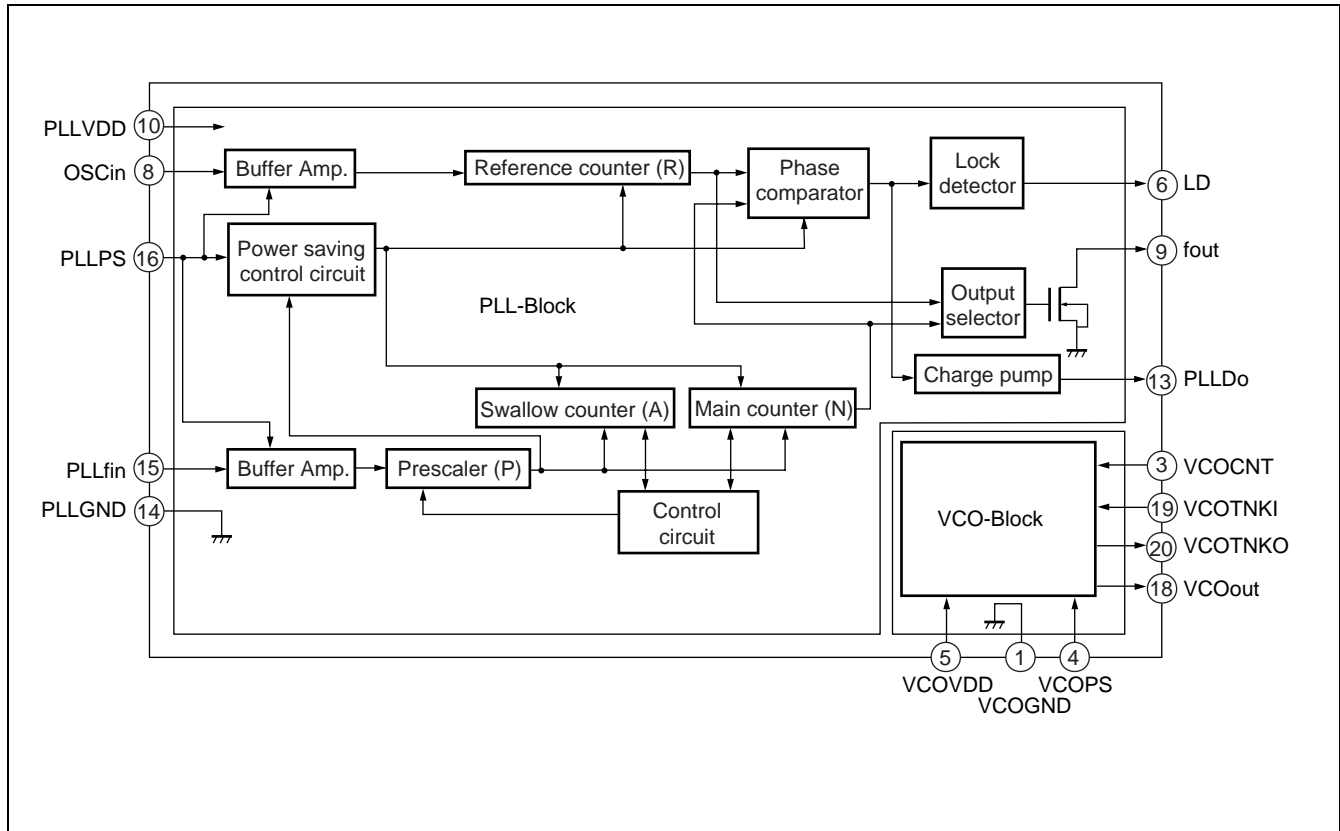 PLLVDD 10
OSCin 8
Buffer Amp.
Reference counter (R)
Phase
comparator
Lock
detector
6 LD
PLLPS 16
Power saving
control circuit
PLL-Block
9 fout
Output
selector
Charge pump
13 PLLDo
Swallow counter (A)
Main counter (N)
PLLfin 15
Buffer Amp.
Prescaler (P)
PLLGND 14
Control
circuit
VCO-Block
3 VCOCNT
19 VCOTNKI
20 VCOTNKO
18 VCOout
5 1 4
VCOVDD VCOPS
VCOGND